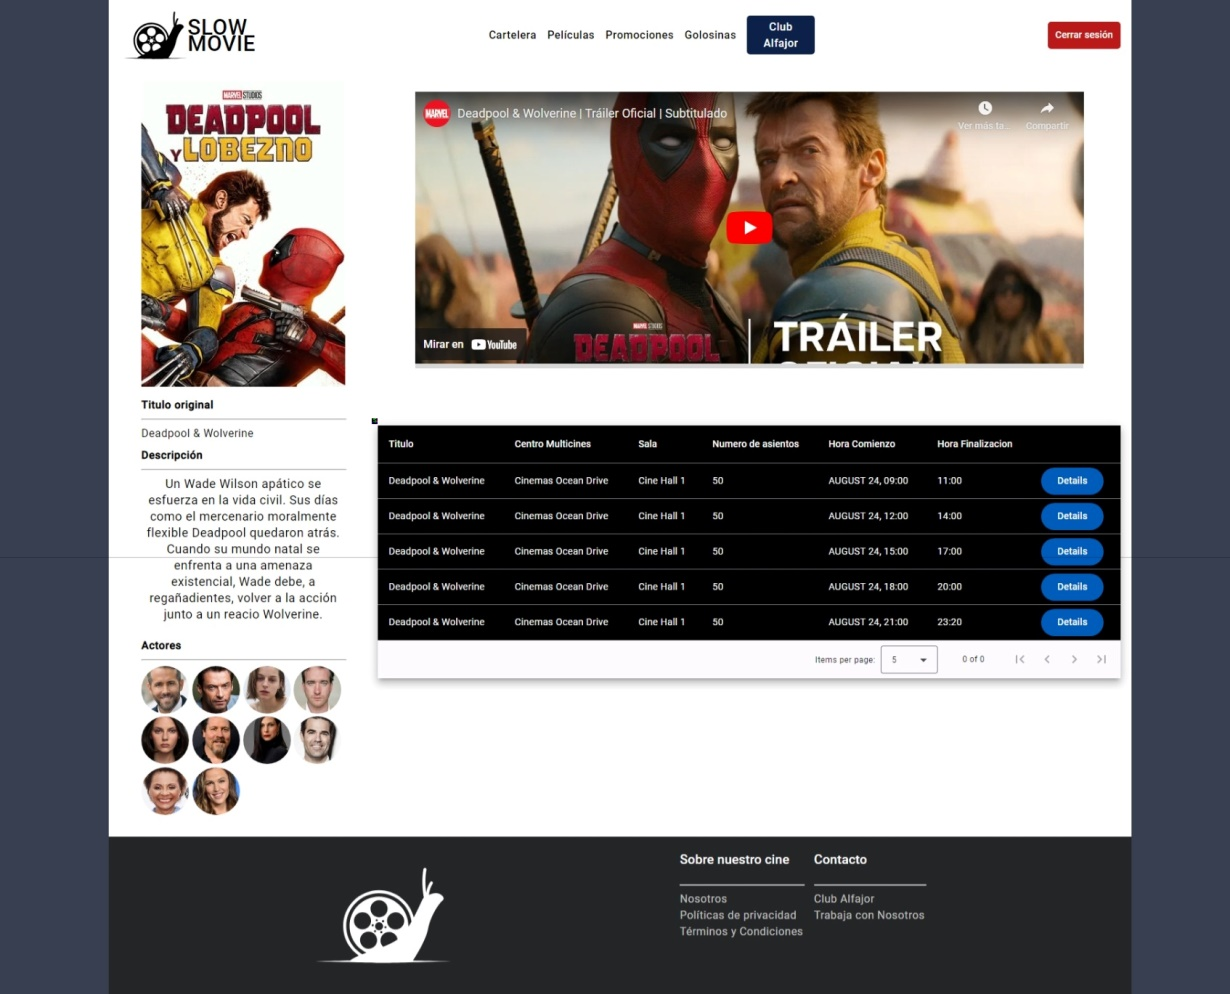 SLOW
MOVIE
Cartelera Películas Promociones Golosinas Club
Alfajor
Cerrar sesión
MARVEL STUDIOS
DEADPOOL
Y LOBEZNO
MARVEL Deadpool & Wolverine | Tráiler Oficial | Subtitulado
Ver más ta... Compartir
MARVEL STUDIOS
DEADPOOL
TRÁILER
Mirar en YouTube
Titulo original
Deadpool & Wolverine
Descripción
Un Wade Wilson apático se
esfuerza en la vida civil. Sus días
como el mercenario moralmente
flexible Deadpool quedaron atrás.
Cuando su mundo natal se
enfrenta a una amenaza
existencial, Wade debe, a
regañadientes, volver a la acción
junto a un reacio Wolverine.
Actores
Titulo Centro Multicines Sala Numero de asientos Hora Comienzo Hora Finalizacion
Deadpool & Wolverine Cinemas Ocean Drive Cine Hall 1 50 AUGUST 24, 09:00 11:00 Details
Deadpool & Wolverine Cinemas Ocean Drive Cine Hall 1 50 AUGUST 24, 12:00 14:00 Details
Deadpool & Wolverine Cinemas Ocean Drive Cine Hall 1 50 AUGUST 24, 15:00 17:00 Details
Deadpool & Wolverine Cinemas Ocean Drive Cine Hall 1 50 AUGUST 24, 18:00 20:00 Details
Deadpool & Wolverine Cinemas Ocean Drive Cine Hall 1 50 AUGUST 24, 21:00 23:20 Details
Items per page: 5 0 of 0
Sobre nuestro cine
Nosotros
Políticas de privacidad
Términos y Condiciones
Contacto
Club Alfajor
Trabaja con Nosotros